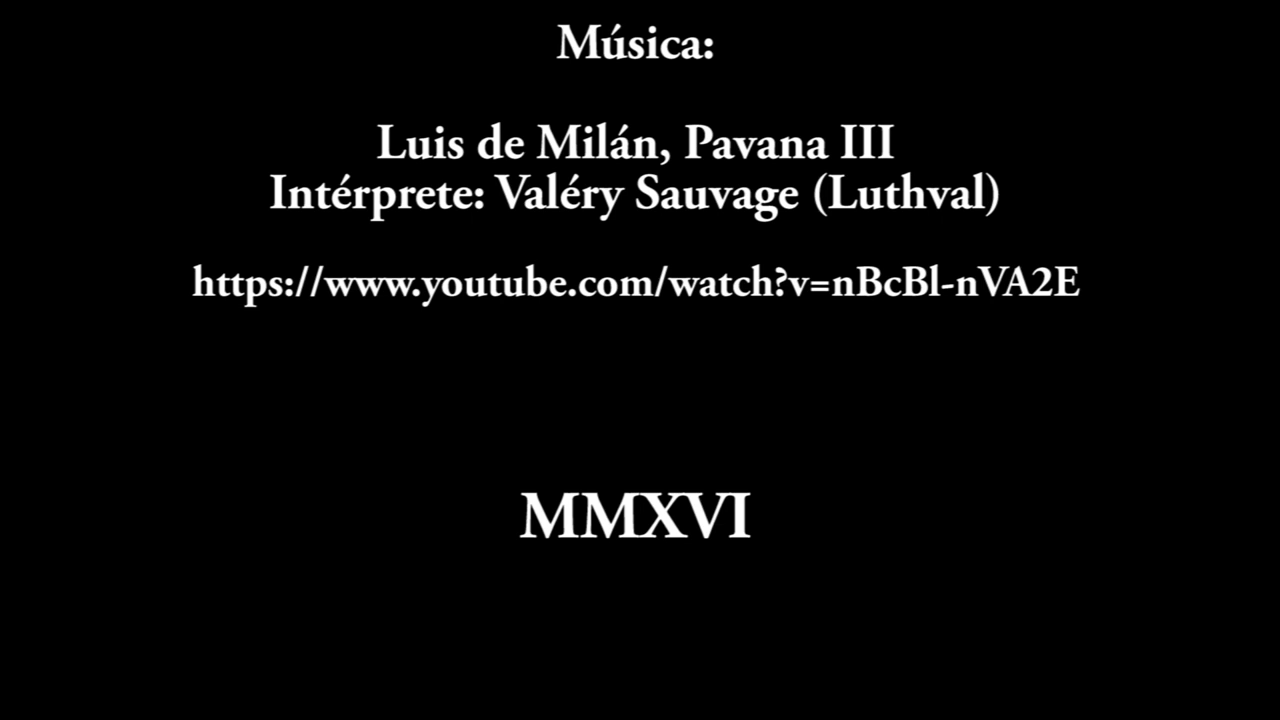 Música:
Luis de Milán, Pavana III
Intérprete: Valéry Sauvage (Luthval)
https://www.youtube.com/watch?v=nBcBl-nVA2E
MMXVI